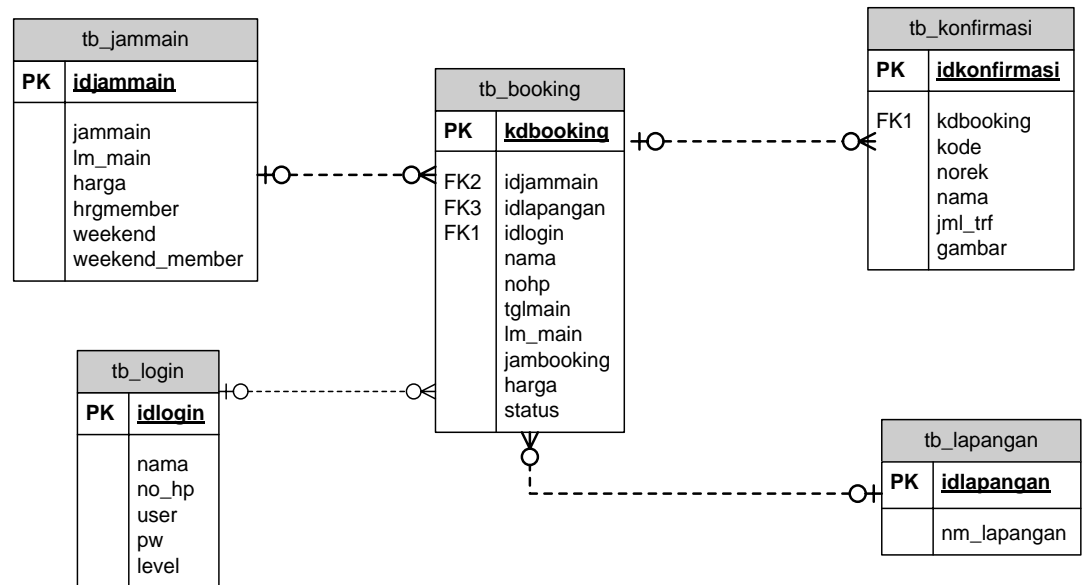 tb_jammain
PK idjammain
jammain
lm_main
harga
hrgmember
weekend
weekend_member
tb_booking
PK kdbooking
FK2 idjammain
FK3 idlapangan
FK1 idlogin
nama
nohp
tglmain
lm_main
jambooking
harga
status
tb_konfirmasi
PK idkonfirmasi
FK1 kdbooking
kode
norek
nama
jml_trf
gambar
tb_login
PK idlogin
nama
no_hp
user
pw
level
tb_lapangan
PK idlapangan
nm_lapangan